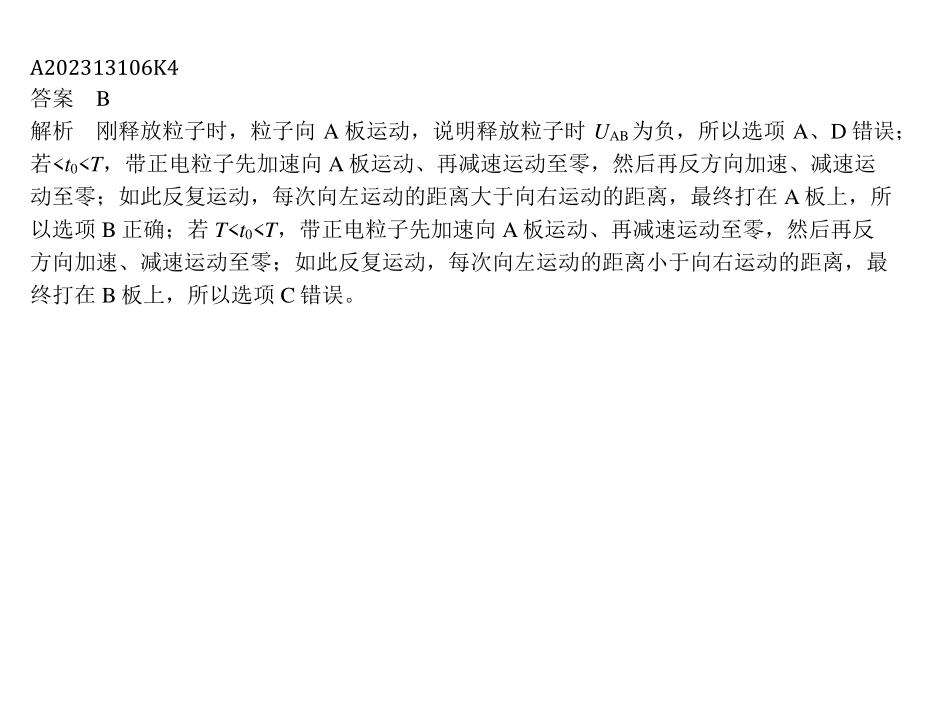 A202313106K4
答案 B
解析 刚释放粒子时，粒子向 A 板运动，说明释放粒子时 UAB为负，所以选项 A、D 错误；
若<t0<T，带正电粒子先加速向 A 板运动、再减速运动至零，然后再反方向加速、减速运
动至零；如此反复运动，每次向左运动的距离大于向右运动的距离，最终打在 A 板上，所
以选项 B 正确；若 T<t0<T，带正电粒子先加速向 A 板运动、再减速运动至零，然后再反
方向加速、减速运动至零；如此反复运动，每次向左运动的距离小于向右运动的距离，最
终打在 B 板上，所以选项 C 错误。